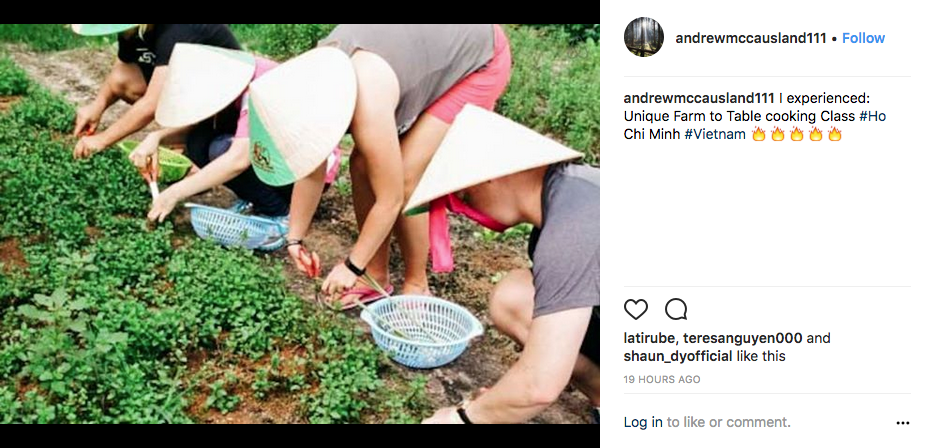 andrewmccausland111 • Follow
andrewmccausland111 I experienced:
Unique Farm to Table cooking Class #Ho
Chi Minh #Vietnam 🔥🔥🔥🔥🔥
latirube, teresanguyen000 and
shaun_dyofficial like this
19 HOURS AGO
Log in to like or comment.